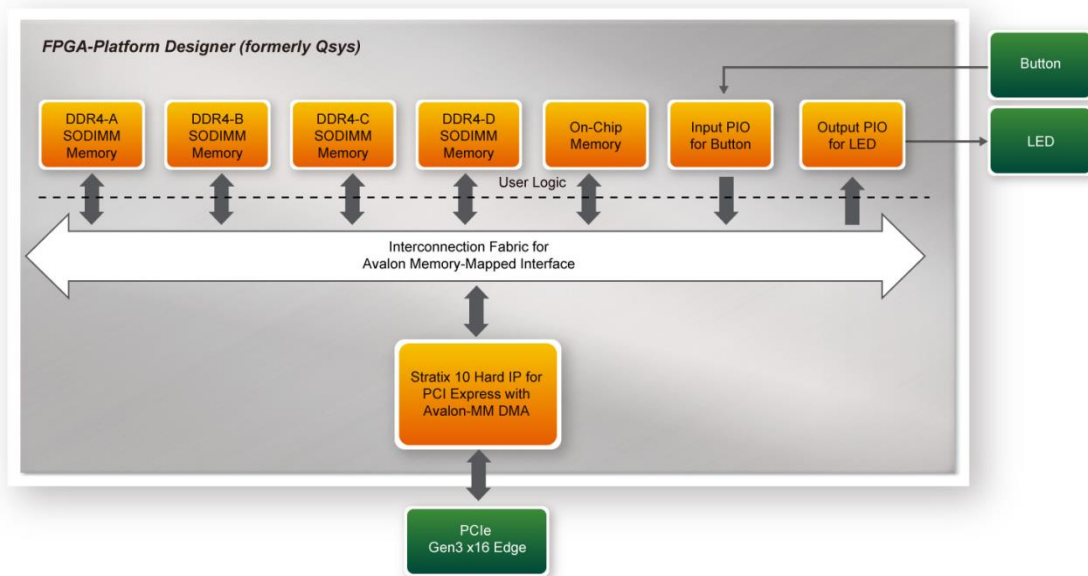 FPGA-Platform Designer (formerly Qsys)
Button
DDR4-A
SODIMM
Memory
DDR4-B
SODIMM
Memory
DDR4-C
SODIMM
Memory
DDR4-D
SODIMM
Memory
On-Chip
Memory
Input PIO
for Button
Output PIO
for LED
LED
User Logic
Interconnection Fabric for
Avalon Memory-Mapped Interface
Stratix 10 Hard IP for
PCI Express with
Avalon-MM DMA
PCIe
Gen3 x16 Edge